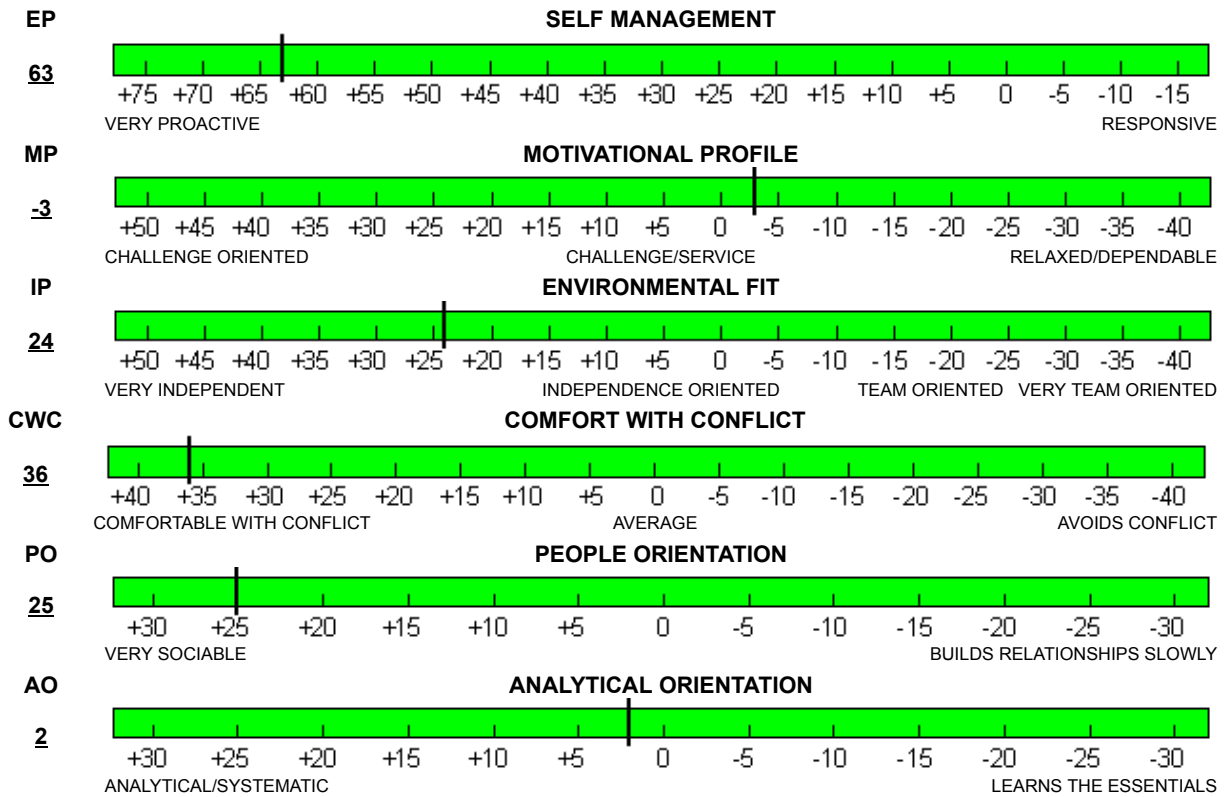 EP SELF MANAGEMENT
63
+75 +70 +65 +60 +55 +50 +45 +40 +35 +30 +25 +20 +15 +10 +5 0 -5 -10 -15
VERY PROACTIVE RESPONSIVE
MP MOTIVATIONAL PROFILE
-3
+50 +45 +40 +35 +30 +25 +20 +15 +10 +5 0 -5 -10 -15 -20 -25 -30 -35 -40
CHALLENGE ORIENTED CHALLENGE/SERVICE RELAXED/DEPENDABLE
IP ENVIRONMENTAL FIT
24
+50 +45 +40 +35 +30 +25 +20 +15 +10 +5 0 -5 -10 -15 -20 -25 -30 -35 -40
VERY INDEPENDENT INDEPENDENCE ORIENTED TEAM ORIENTED VERY TEAM ORIENTED
CWC COMFORT WITH CONFLICT
36
+40 +35 +30 +25 +20 +15 +10 +5 0 -5 -10 -15 -20 -25 -30 -35 -40
COMFORTABLE WITH CONFLICT AVERAGE AVOIDS CONFLICT
PO PEOPLE ORIENTATION
25
+30 +25 +20 +15 +10 +5 0 -5 -10 -15 -20 -25 -30
VERY SOCIABLE BUILDS RELATIONSHIPS SLOWLY
AO ANALYTICAL ORIENTATION
2
+30 +25 +20 +15 +10 +5 0 -5 -10 -15 -20 -25 -30
ANALYTICAL/SYSTEMATIC LEARNS THE ESSENTIALS